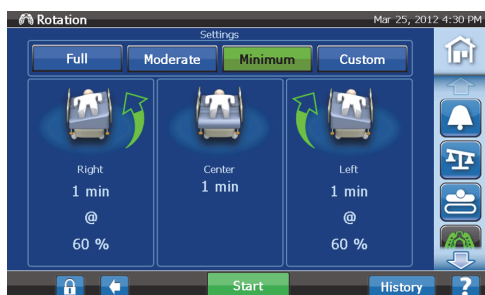 Rotation Mar 25, 2012 4:30 PM
Settings
Full Moderate Minimum Custom
Right Center Left
1 min 1 min 1 min
@ @
60 % 60 %
Start History ?